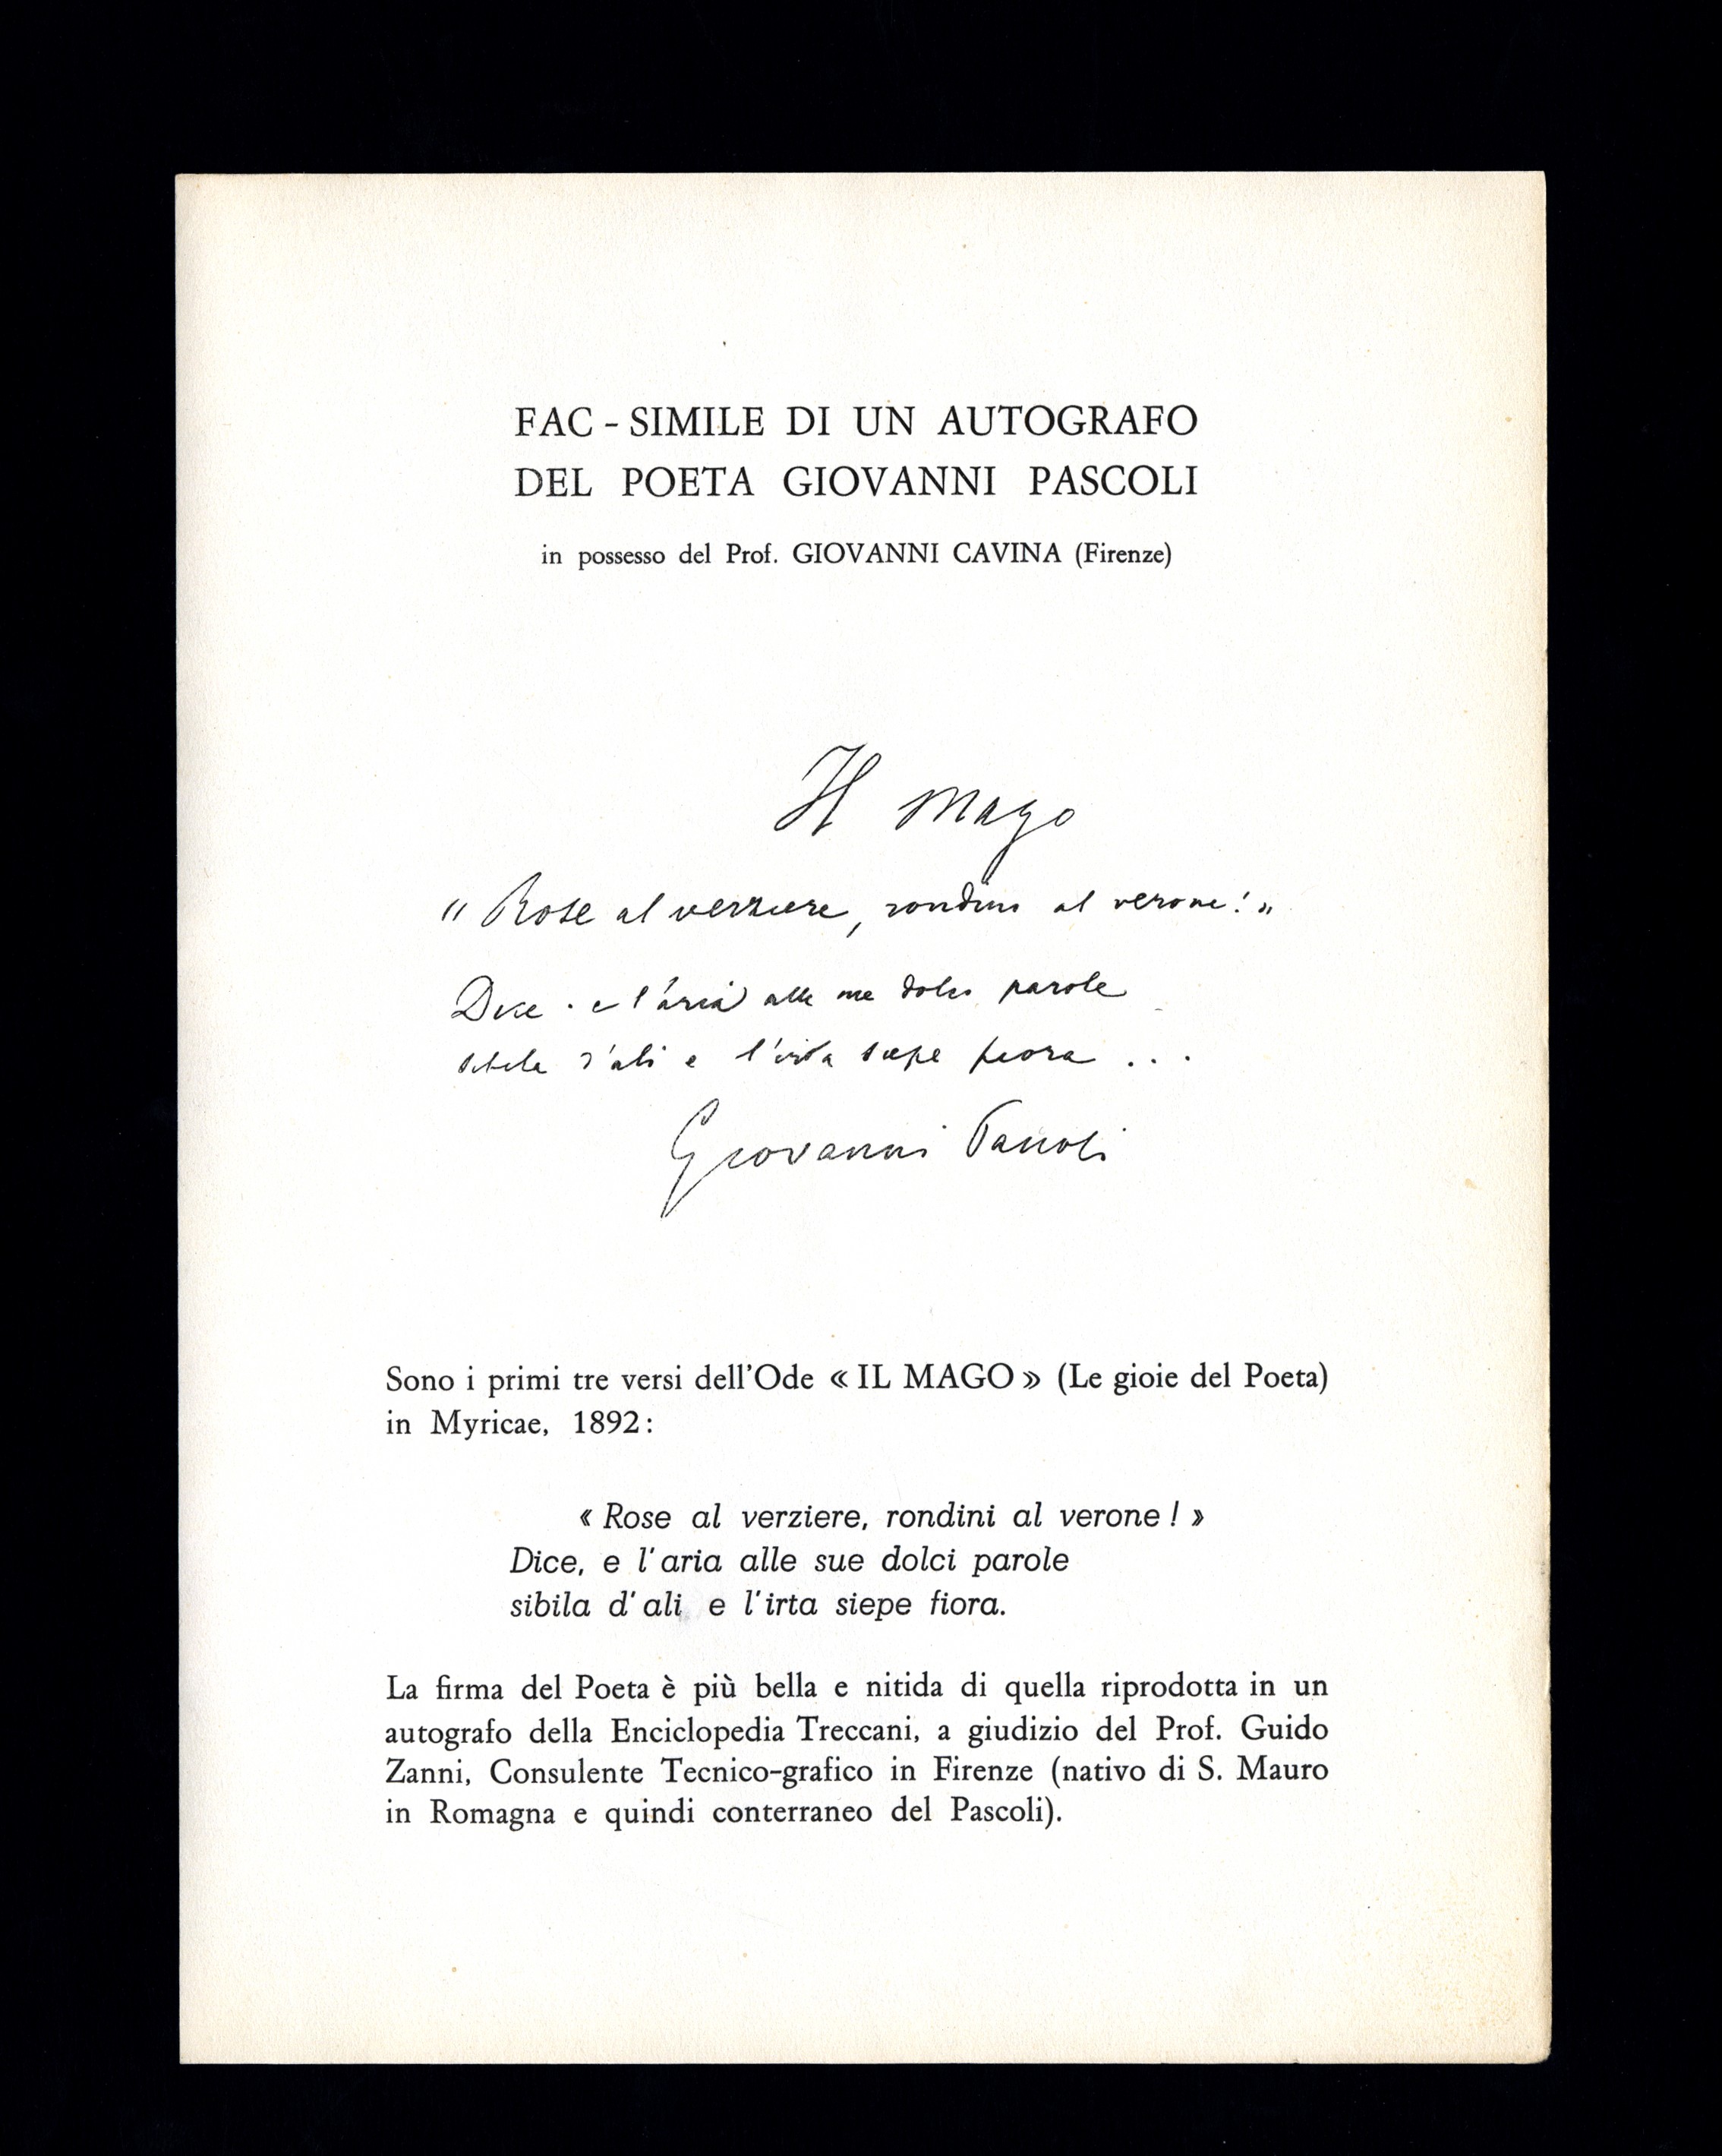 FAC - SIMILE DI UN AUTOGRAFO
DEL POETA GIOVANNI PASCOLI
in possesso del Prof. GIOVANNI CAVINA (Firenze)
Il mago
"Rose al verziere, rondini al verone!"
Dice · e l'aria alle sue dolci parole
sibila d'ali e l'irta siepe fiora ...
Giovanni Pascoli
Sono i primi tre versi dell'Ode « IL MAGO » (Le gioie del Poeta)
in Myricae, 1892:
« Rose al verziere, rondini al verone ! »
Dice, e l'aria alle sue dolci parole
sibila d'ali e l'irta siepe fiora.
La firma del Poeta è più bella e nitida di quella riprodotta in un
autografo della Enciclopedia Treccani, a giudizio del Prof. Guido
Zanni, Consulente Tecnico-grafico in Firenze (nativo di S. Mauro
in Romagna e quindi conterraneo del Pascoli).